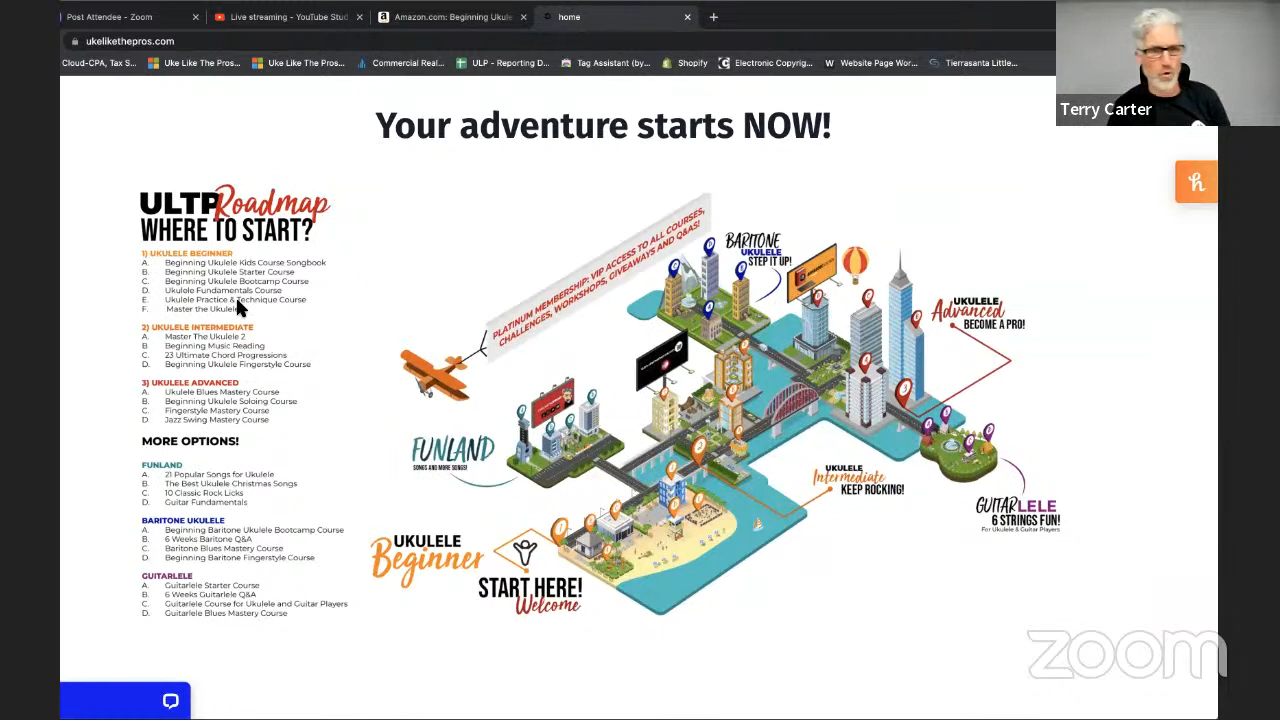 Post Attendee - Zoom
Live streaming - YouTube Stud
Amazon.com: Beginning Ukule
home
ukelikethepros.com
Cloud-CPA, Tax S...
Uke Like The Pros...
Uke Like The Pros...
Commercial Real...
ULP - Reporting D...
Tag Assistant (by...
Shopify
Electronic Copyrig...
Website Page Wor...
Tierrasanta Little...
Terry Carter
Your adventure starts NOW!
ULTP Roadmap
WHERE TO START?
1) UKULELE BEGINNER
A. Beginning Ukulele Kids Course Songbook
B. Beginning Ukulele Starter Course
C. Beginning Ukulele Bootcamp Course
D. Ukulele Fundamentals Course
E. Ukulele Practice & Technique Course
F. Master the Ukulele
2) UKULELE INTERMEDIATE
A. Master The Ukulele 2
B Beginning Music Reading
C. 23 Ultimate Chord Progressions
D. Beginning Ukulele Fingerstyle Course
3) UKULELE ADVANCED
A. Ukulele Blues Mastery Course
B. Beginning Ukulele Soloing Course
C. Fingerstyle Mastery Course
D. Jazz Swing Mastery Course
MORE OPTIONS!
FUNLAND
A. 21 Popular Songs for Ukulele
B. The Best Ukulele Christmas Songs
C. 10 Classic Rock Licks
D. Guitar Fundamentals
BARITONE UKULELE
A. Beginning Baritone Ukulele Bootcamp Course
B. 6 Weeks Baritone Q&A
C. Baritone Blues Mastery Course
D. Beginning Baritone Fingerstyle Course
GUITARLELE
A. Guitarlele Starter Course
B. 6 Weeks Guitarlele Q&A
C. Guitarlele Course for Ukulele and Guitar Players
D. Guitarlele Blues Mastery Course
PLATINUM MEMBERSHIP: VIP ACCESS TO ALL COURSES,
CHALLENGES, WORKSHOPS, GIVEAWAYS AND Q&AS!
BARITONE
UKULELE
STEP IT UP!
UKULELE
Advanced
BECOME A PRO!
FUNLAND
SONGS AND MORE SONGS!
UKULELE
Intermediate
KEEP ROCKING!
GUITARLELE
6 STRINGS FUN!
For Ukulele & Guitar Players
UKULELE
Beginner
START HERE!
Welcome
zoom